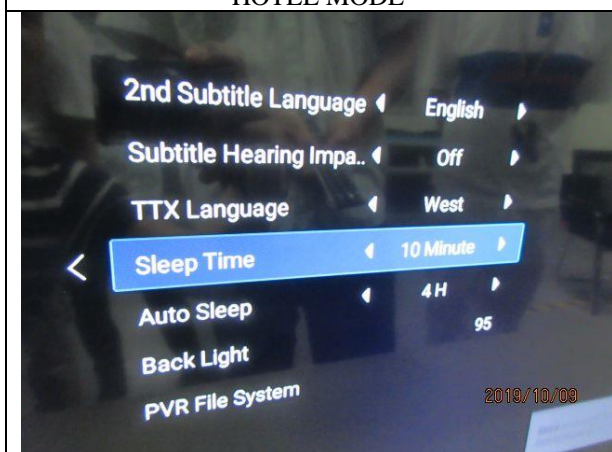 HOTEL MODE
2nd Subtitle Language English
Subtitle Hearing Impa.. Off
TTX Language West
< Sleep Time 10 Minute
Auto Sleep 4 H
Back Light 95
PVR File System
2019/10/09